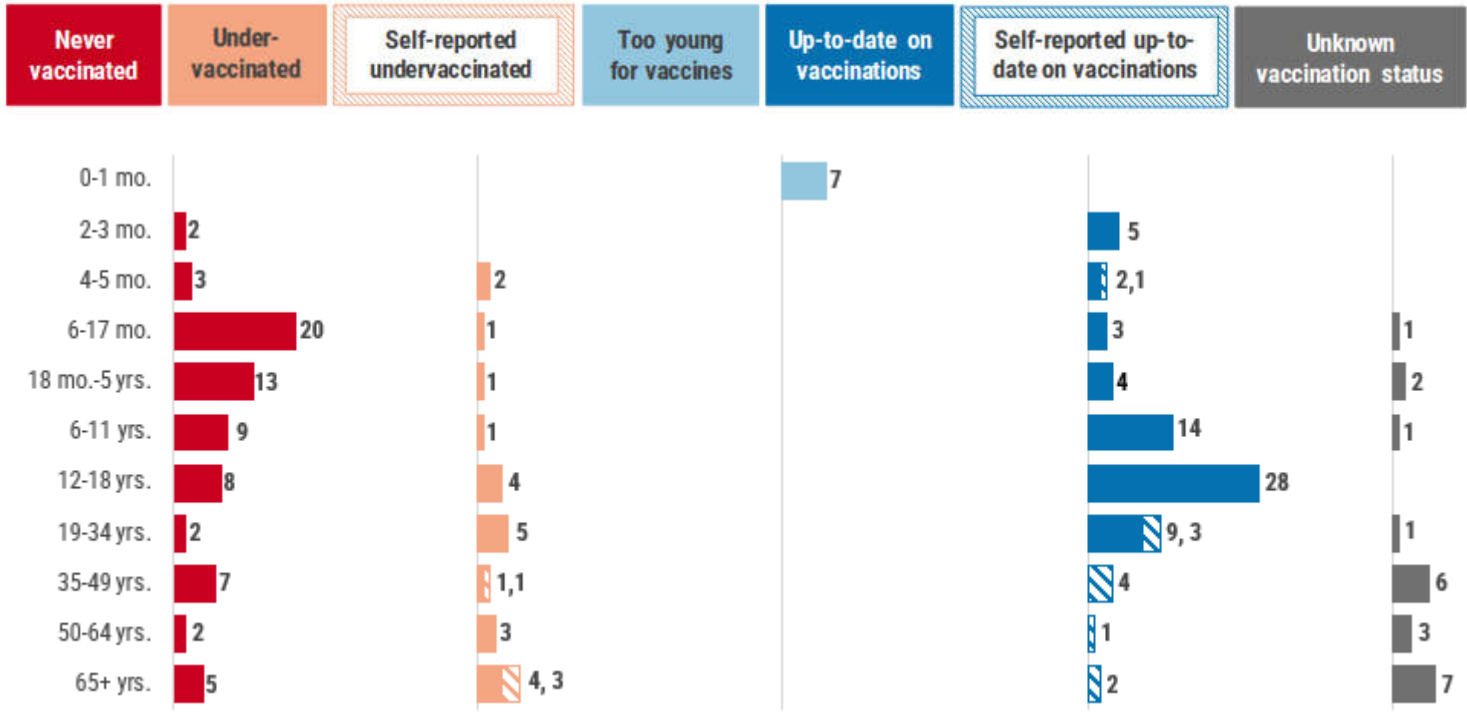 Never
vaccinated
Under-
vaccinated
Self-reported
undervaccinated
Too young
for vaccines
Up-to-date on
vaccinations
Self-reported up-to-
date on vaccinations
Unknown
vaccination status
0-1 mo. 7
2-3 mo. 2 5
4-5 mo. 3 2 2,1
6-17 mo. 20 1 3 1
18 mo.-5 yrs. 13 1 4 2
6-11 yrs. 9 1 14 1
12-18 yrs. 8 4 28
19-34 yrs. 2 5 9, 3 1
35-49 yrs. 7 1,1 4 6
50-64 yrs. 2 3 1 3
65+ yrs. 5 4, 3 2 7